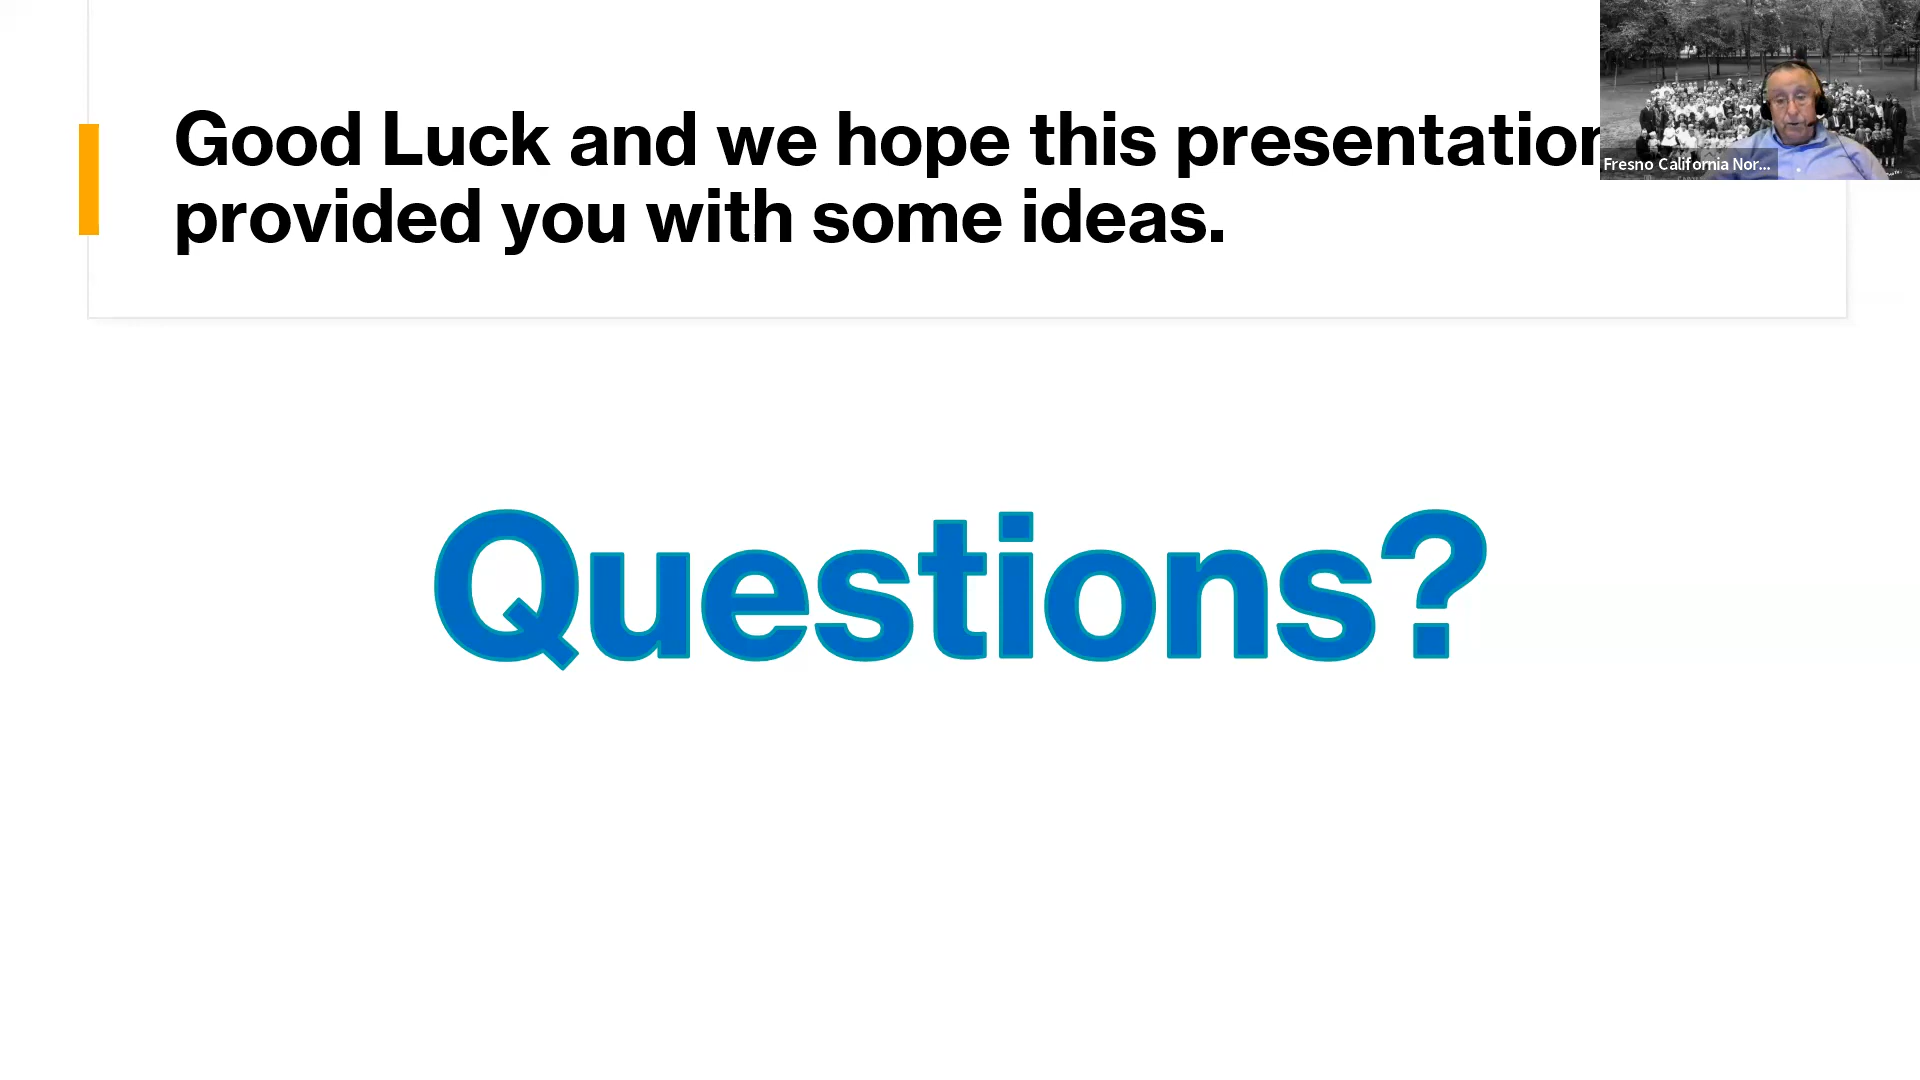 Good Luck and we hope this presentation
provided you with some ideas.
Fresno California Nor...
Questions?